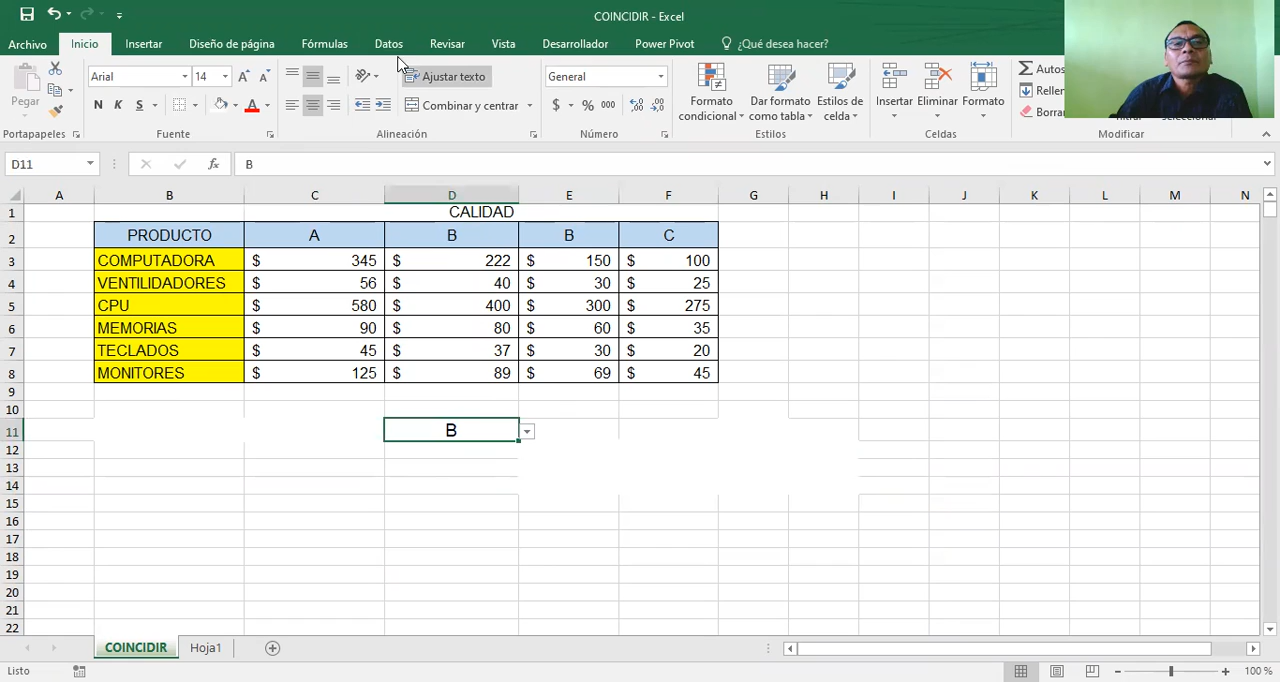 COINCIDIR - Excel
Archivo Inicio Insertar Diseño de página Fórmulas Datos Revisar Vista Desarrollador Power Pivot ¿Qué desea hacer?
Pegar
Arial 14
N K S
Ajustar texto
Combinar y centrar
General
$ % 000
Formato condicional
Dar formato como tabla
Estilos de celda
Insertar Eliminar Formato
Autos
Rellen
Borra
Portapapeles Fuente Alineación Número Estilos Celdas Modificar
D11 fx B
A B C D E F G H I J K L M N
1 CALIDAD
2 PRODUCTO A B B C
3 COMPUTADORA $ 345 $ 222 $ 150 $ 100
4 VENTILIDADORES $ 56 $ 40 $ 30 $ 25
5 CPU $ 580 $ 400 $ 300 $ 275
6 MEMORIAS $ 90 $ 80 $ 60 $ 35
7 TECLADOS $ 45 $ 37 $ 30 $ 20
8 MONITORES $ 125 $ 89 $ 69 $ 45
9
10
11 B
12
13
14
15
16
17
18
19
20
21
22
COINCIDIR Hoja1
Listo 100 %